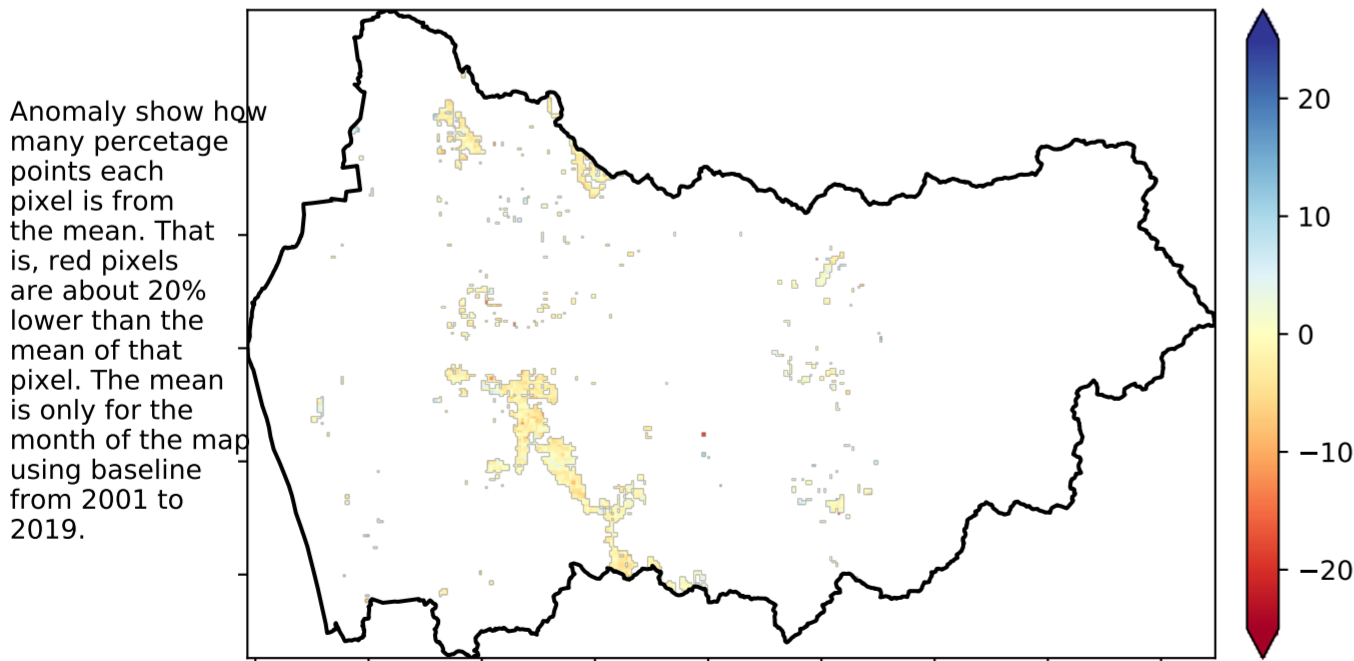 Anomaly show how
many percetage
points each
pixel is from
the mean. That
is, red pixels
are about 20%
lower than the
mean of that
pixel. The mean
is only for the
month of the map
using baseline
from 2001 to
2019.
20
10
0
−10
−20